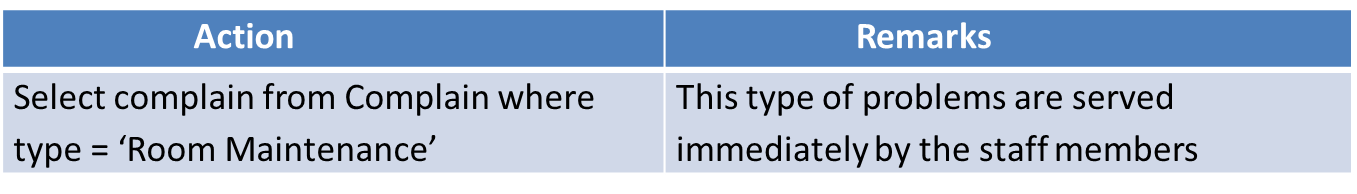 Action
Remarks
Select complain from Complain where
type = ‘Room Maintenance’
This type of problems are served
immediately by the staff members